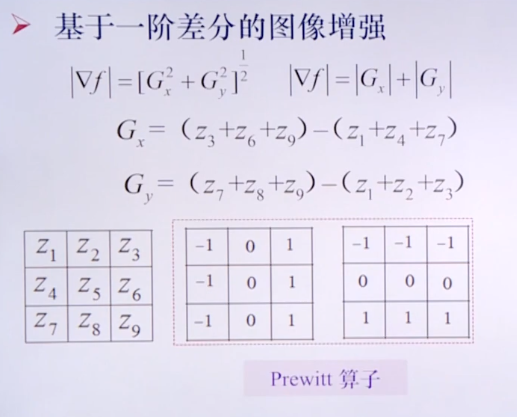 ➢ 基于一阶差分的图像增强
|∇f|=[G_x^2+G_y^2]^{1/2} |∇f|=|G_x|+|G_y|
G_x= (z_3+z_6+z_9)–(z_1+z_4+z_7)
G_y= (z_7+z_8+z_9)–(z_1+z_2+z_3)
Z_1 Z_2 Z_3
Z_4 Z_5 Z_6
Z_7 Z_8 Z_9
-1 0 1
-1 0 1
-1 0 1
-1 -1 -1
0 0 0
1 1 1
Prewitt 算子